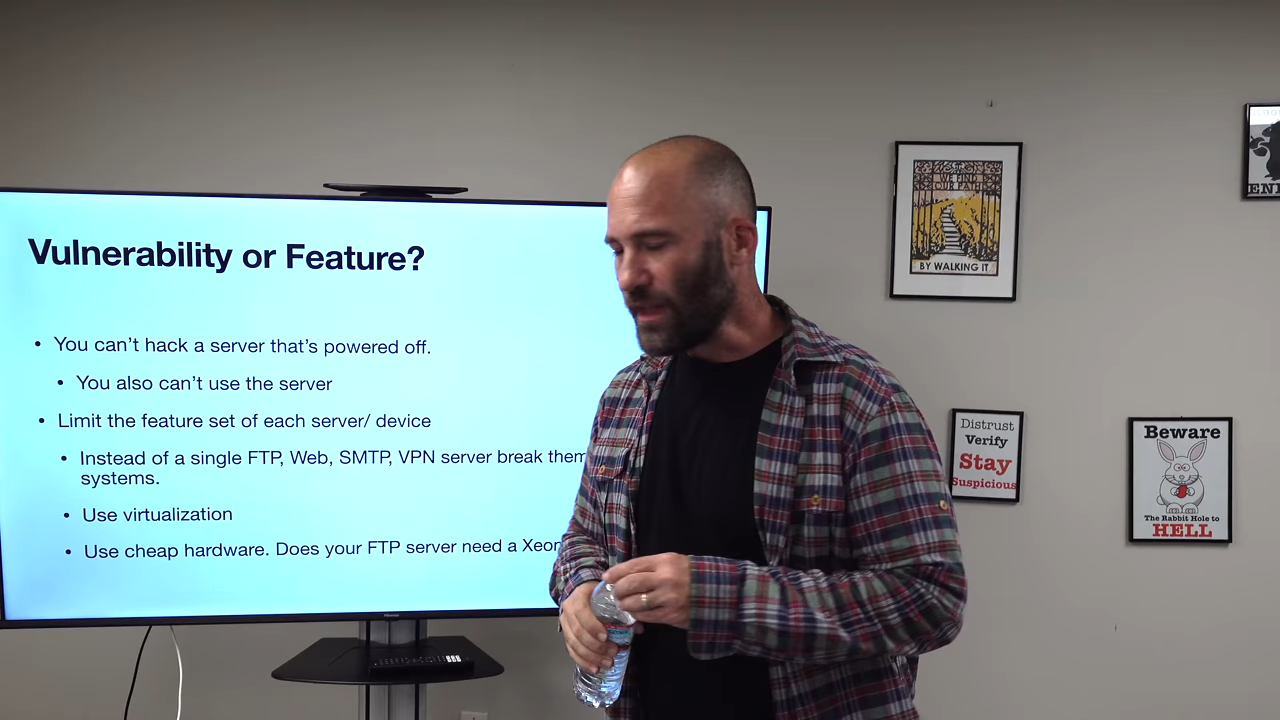 Vulnerability or Feature?
• You can't hack a server that's powered off.
• You also can't use the server
• Limit the feature set of each server/ device
• Instead of a single FTP, Web, SMTP, VPN server break them
systems.
• Use virtualization
• Use cheap hardware. Does your FTP server need a Xeon
WE FIND
OUR PATH
BY WALKING IT
Distrust
Verify
Stay
Suspicious
Beware
The Rabbit Hole to
HELL
Hisense